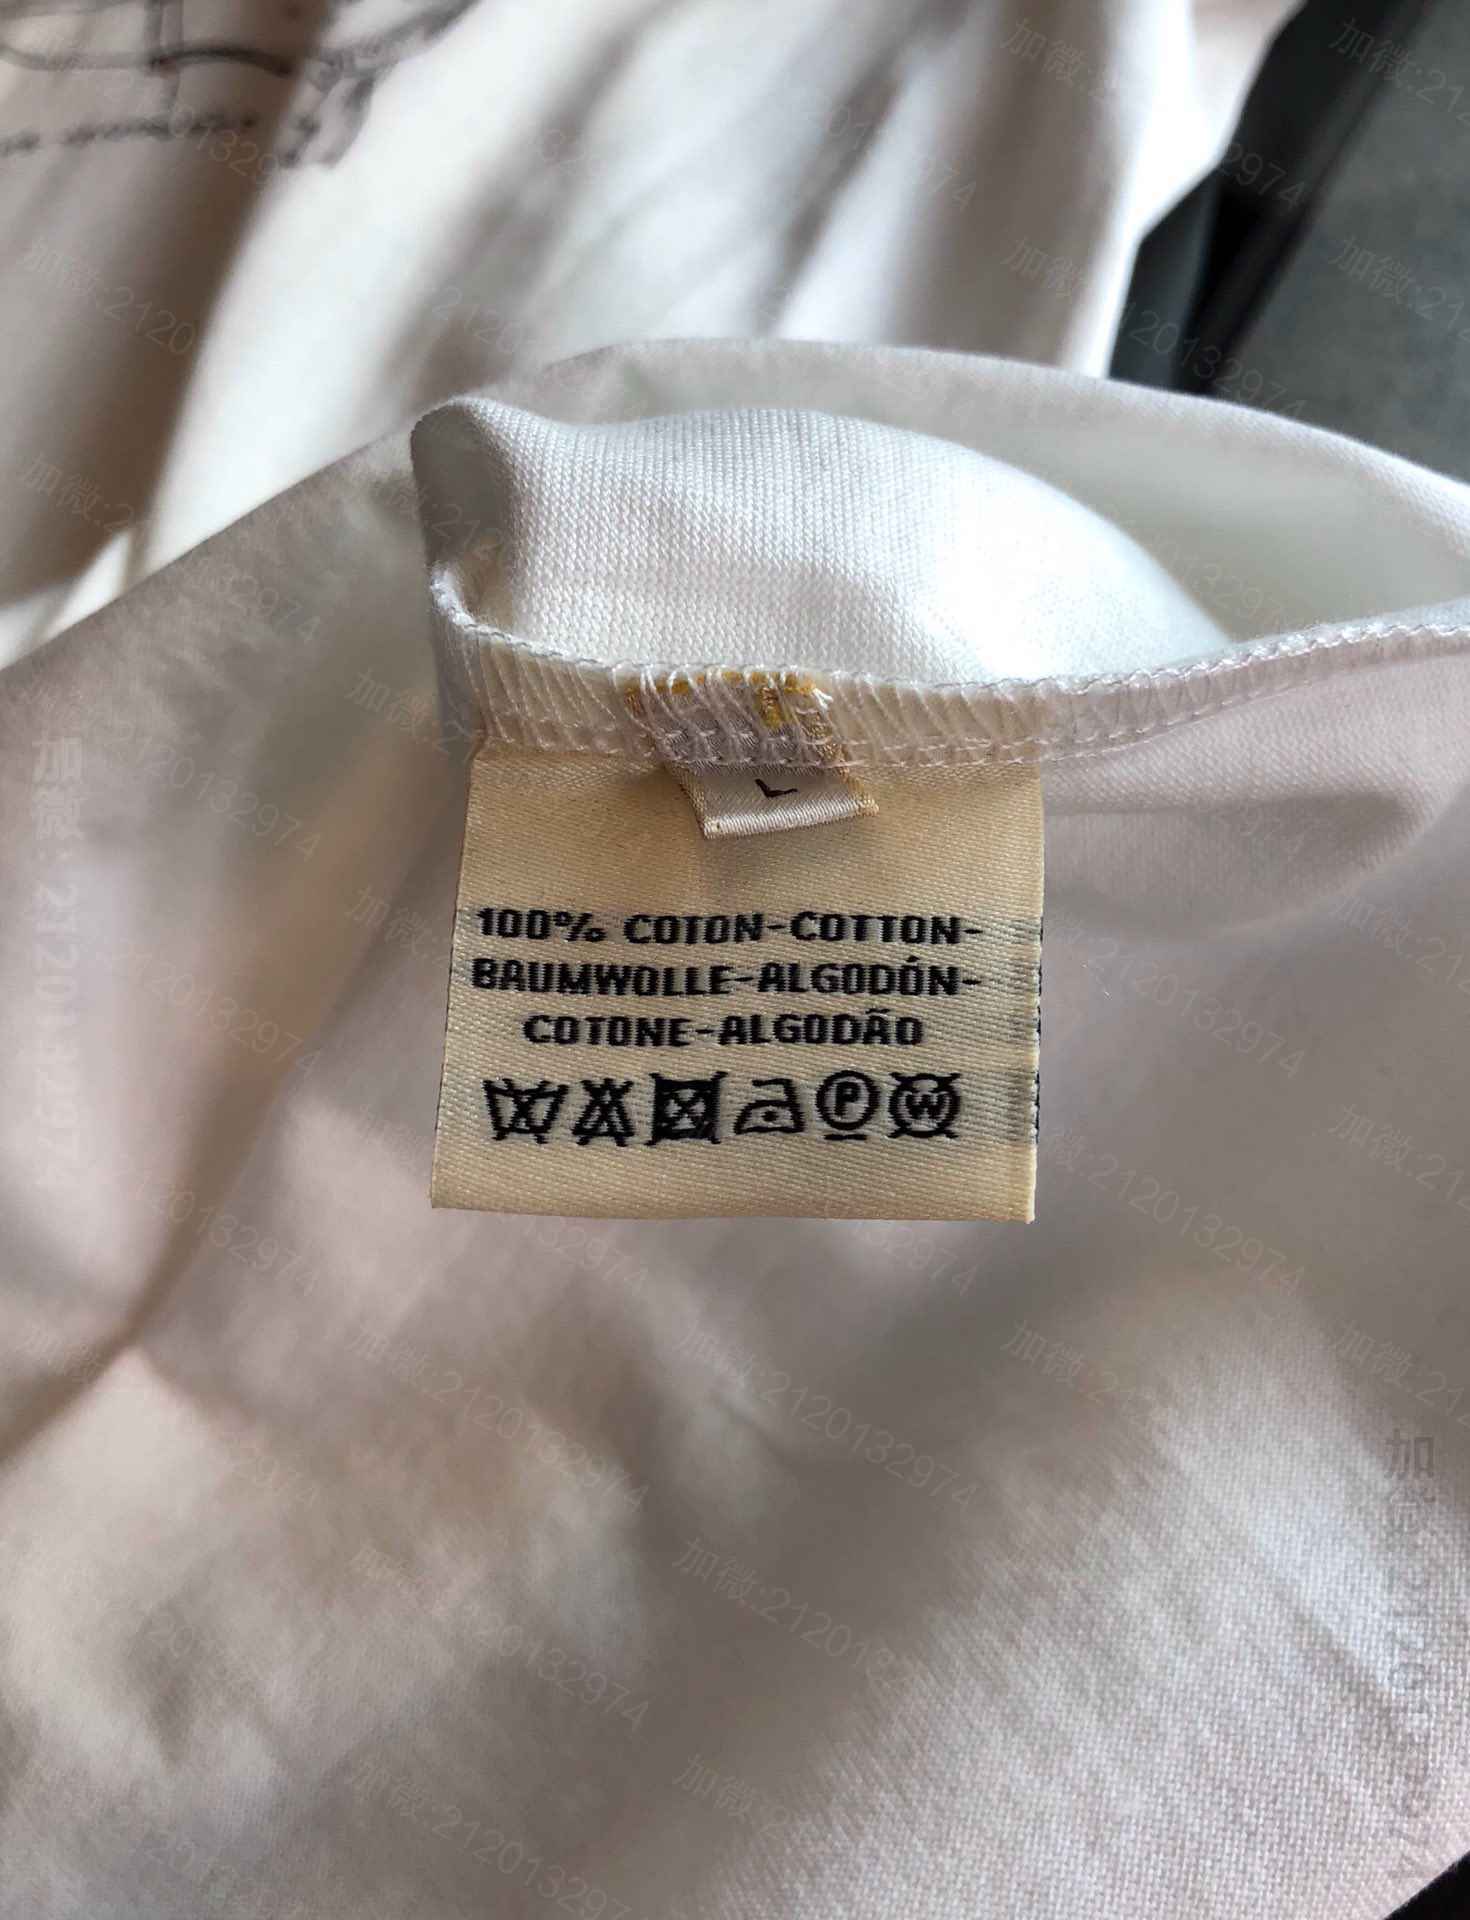 L
100% COTON-COTTON-
BAUMWOLLE-ALGODÓN-
COTONE-ALGODÃO
P W
加微:2120132974